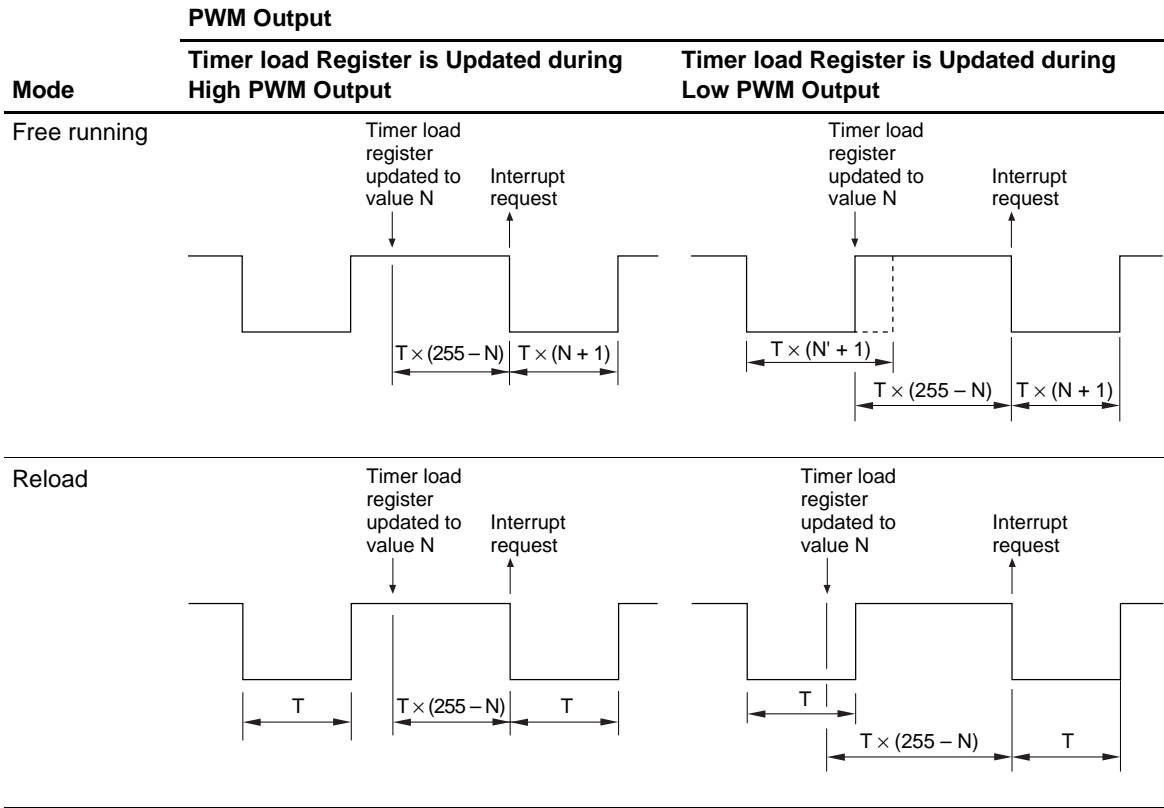 PWM Output
Mode
Timer load Register is Updated during
High PWM Output
Timer load Register is Updated during
Low PWM Output
Free running
Timer load
register
updated to
value N
Interrupt
request
T × (255 – N)
T × (N + 1)
Timer load
register
updated to
value N
Interrupt
request
T × (N' + 1)
T × (255 – N)
T × (N + 1)
Reload
Timer load
register
updated to
value N
Interrupt
request
T
T × (255 – N)
T
Timer load
register
updated to
value N
Interrupt
request
T
T × (255 – N)
T